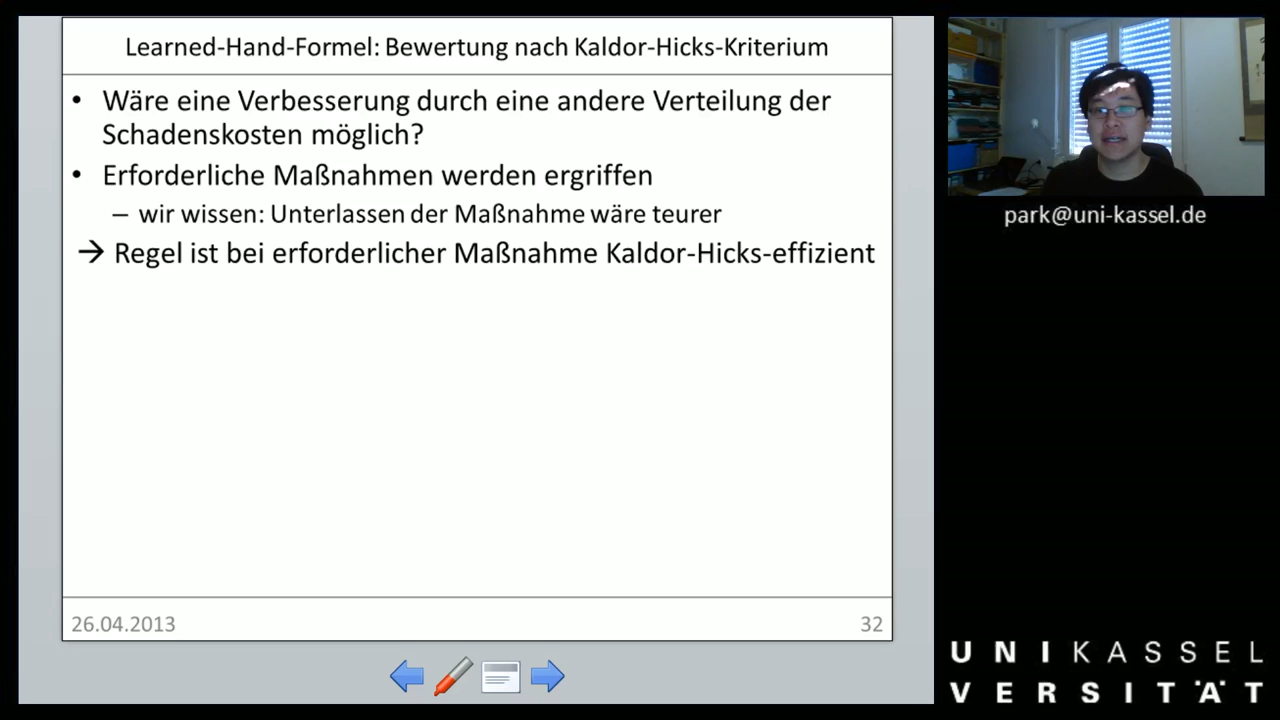 Learned-Hand-Formel: Bewertung nach Kaldor-Hicks-Kriterium
• Wäre eine Verbesserung durch eine andere Verteilung der
Schadenskosten möglich?
• Erforderliche Maßnahmen werden ergriffen
– wir wissen: Unterlassen der Maßnahme wäre teurer
→ Regel ist bei erforderlicher Maßnahme Kaldor-Hicks-effizient
26.04.2013
32
park@uni-kassel.de
UNIKASSEL
VERSITÄT